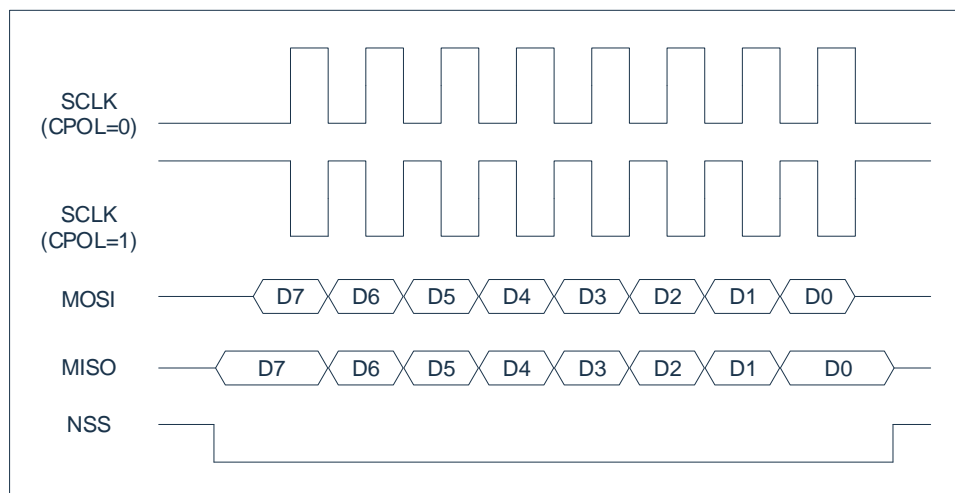 SCLK
(CPOL=0)
SCLK
(CPOL=1)
MOSI D7 D6 D5 D4 D3 D2 D1 D0
MISO D7 D6 D5 D4 D3 D2 D1 D0
NSS